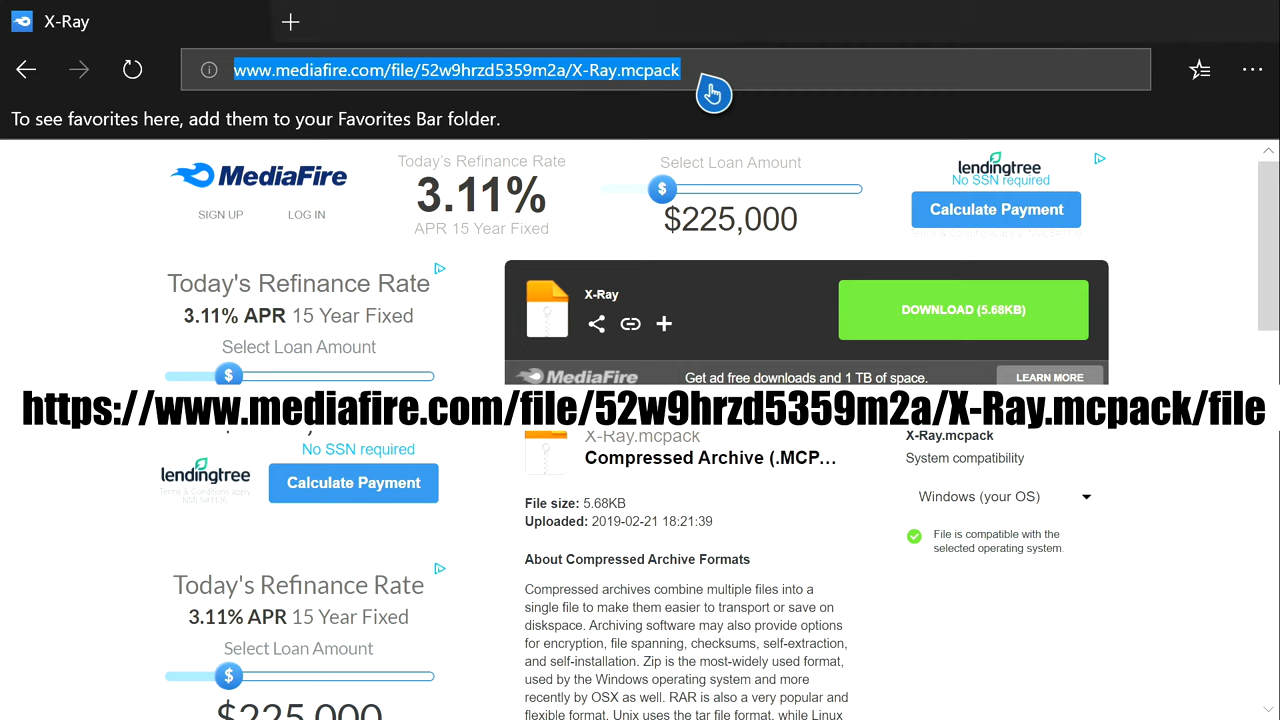 X-Ray
www.mediafire.com/file/52w9hrzd5359m2a/X-Ray.mcpack
To see favorites here, add them to your Favorites Bar folder.
MediaFire
SIGN UP
LOG IN
Today's Refinance Rate
3.11%
APR 15 Year Fixed
Select Loan Amount
$
$225,000
lendingtree
No SSN required
Calculate Payment
Today's Refinance Rate
3.11% APR 15 Year Fixed
Select Loan Amount
$
X-Ray
DOWNLOAD (5.68KB)
MediaFire
Get ad free downloads and 1 TB of space.
LEARN MORE
https://www.mediafire.com/file/52w9hrzd5359m2a/X-Ray.mcpack/file
No SSN required
lendingtree
Terms & Conditions apply
Calculate Payment
X-Ray.mcpack
Compressed Archive (.MCP...
File size: 5.68KB
Uploaded: 2019-02-21 18:21:39
About Compressed Archive Formats
Compressed archives combine multiple files into a
single file to make them easier to transport or save on
diskspace. Archiving software may also provide options
for encryption, file spanning, checksums, self-extraction,
and self-installation. Zip is the most-widely used format,
used by the Windows operating system and more
recently by OSX as well. RAR is also a very popular and
flexible format. Unix uses the tar file format, while Linux
X-Ray.mcpack
System compatibility
Windows (your OS)
File is compatible with the
selected operating system.
Today's Refinance Rate
3.11% APR 15 Year Fixed
Select Loan Amount
$
$225,000